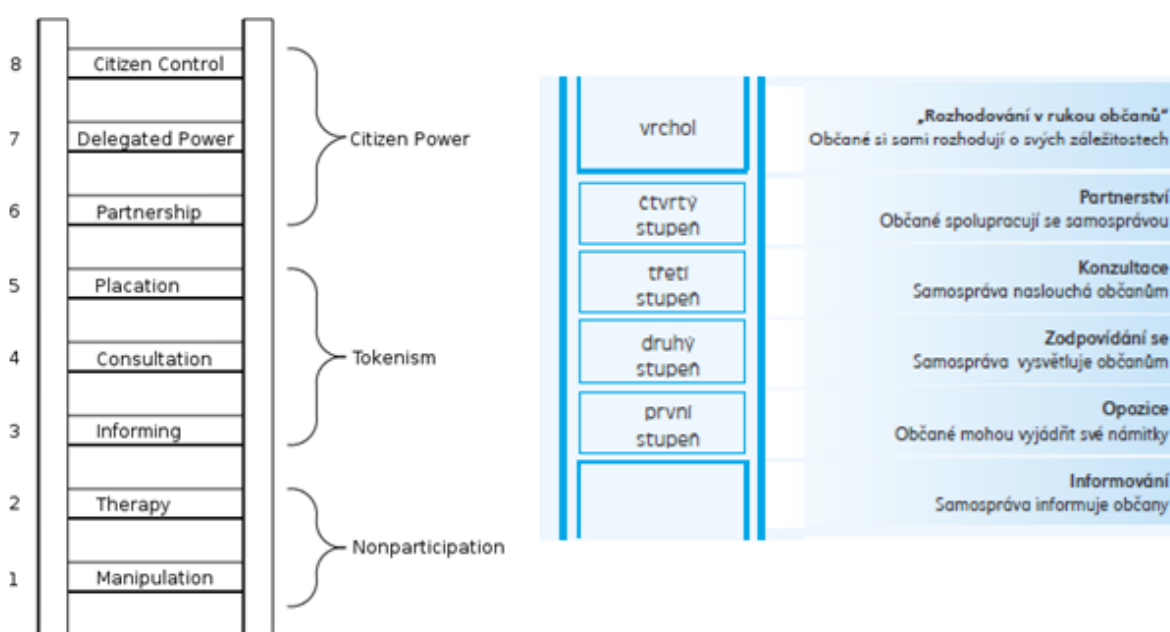 8
Citizen Control
7
Delegated Power
Citizen Power
6
Partnership
5
Placation
4
Consultation
Tokenism
3
Informing
2
Therapy
Nonparticipation
1
Manipulation
vrchol
„Rozhodování v rukou občanů“
Občané si sami rozhodují o svých záležitostech
čtvrtý
stupeň
Partnerství
Občané spolupracují se samosprávou
třetí
stupeň
Konzultace
Samospráva naslouchá občanům
druhý
stupeň
Zodpovídání se
Samospráva vysvětluje občanům
první
stupeň
Opozice
Občané mohou vyjádřit své námitky
Informování
Samospráva informuje občany